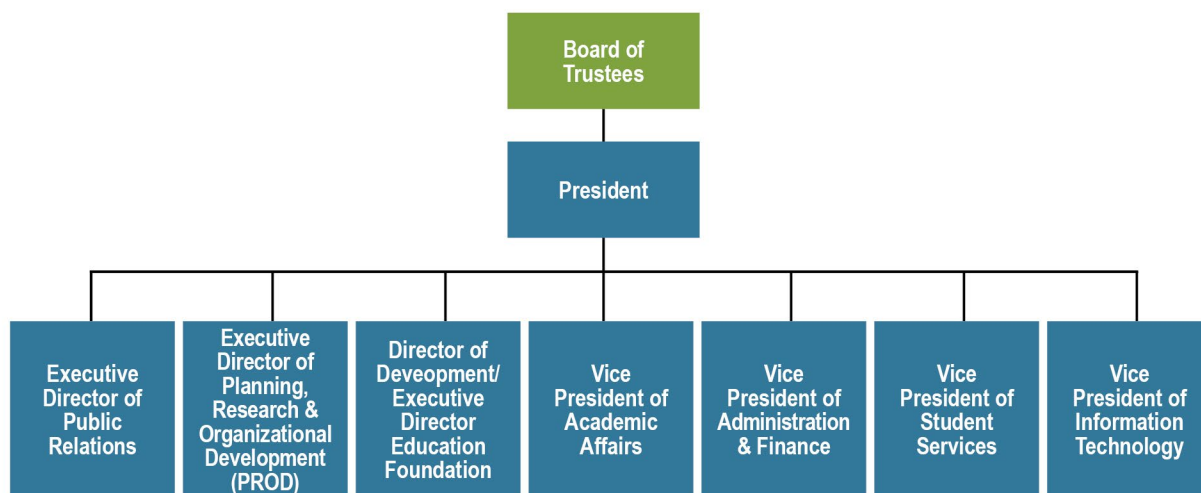 Board of
Trustees
President
Executive
Director of
Public
Relations
Executive
Director of
Planning,
Research &
Organizational
Development
(PROD)
Director of
Deveopment/
Executive
Director
Education
Foundation
Vice
President of
Academic
Affairs
Vice
President of
Administration
& Finance
Vice
President of
Student
Services
Vice
President of
Information
Technology